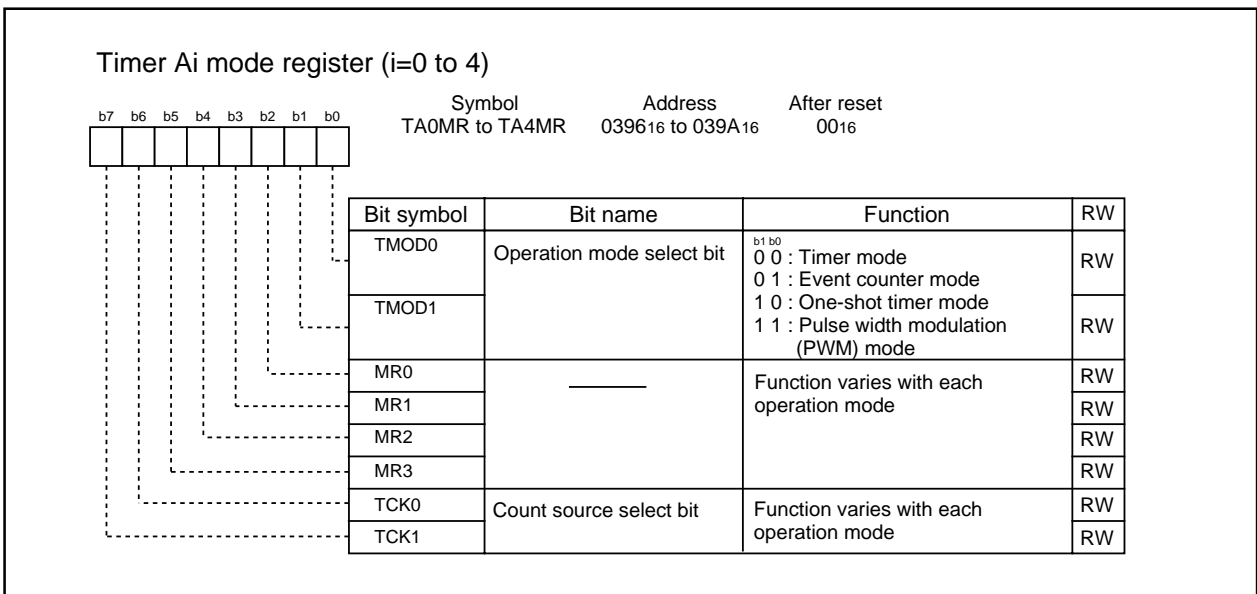 Timer Ai mode register (i=0 to 4)
Symbol Address After reset
b7 b6 b5 b4 b3 b2 b1 b0
TA0MR to TA4MR 039616 to 039A16 0016
Bit symbol Bit name Function RW
TMOD0 Operation mode select bit b1 b0
0 0 : Timer mode RW
0 1 : Event counter mode
TMOD1 1 0 : One-shot timer mode
1 1 : Pulse width modulation RW
(PWM) mode
MR0 Function varies with each RW
MR1 operation mode RW
MR2 RW
MR3 RW
TCK0 Count source select bit Function varies with each RW
TCK1 operation mode RW